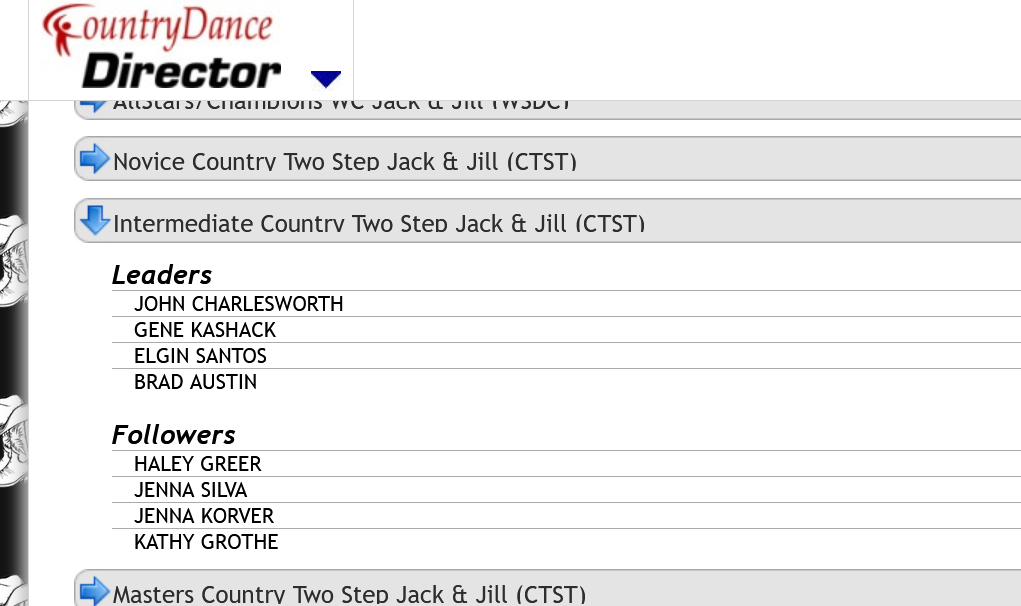 CountryDance
Director
AllStars/Champions WC Jack & Jill (WSDC)
Novice Country Two Step Jack & Jill (CTST)
Intermediate Country Two Step Jack & Jill (CTST)
Leaders
JOHN CHARLESWORTH
GENE KASHACK
ELGIN SANTOS
BRAD AUSTIN
Followers
HALEY GREER
JENNA SILVA
JENNA KORVER
KATHY GROTHE
Masters Country Two Step Jack & Jill (CTST)